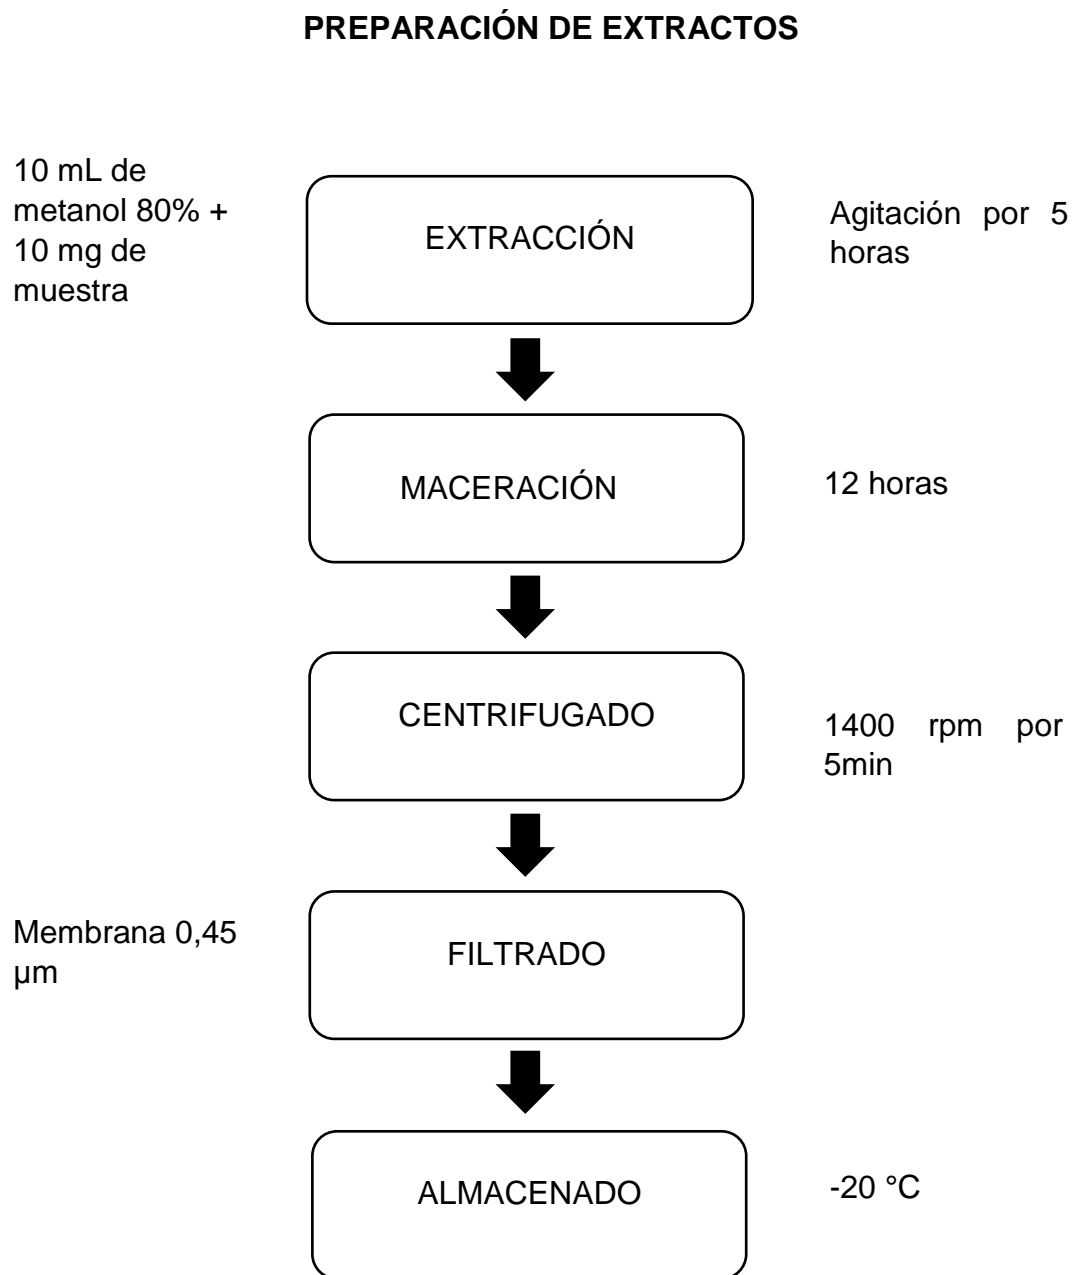 PREPARACIÓN DE EXTRACTOS
10 mL de
metanol 80% +
10 mg de
muestra
EXTRACCIÓN
Agitación por 5
horas
MACERACIÓN
12 horas
CENTRIFUGADO
1400 rpm por
5min
Membrana 0,45
µm
FILTRADO
ALMACENADO
-20 °C